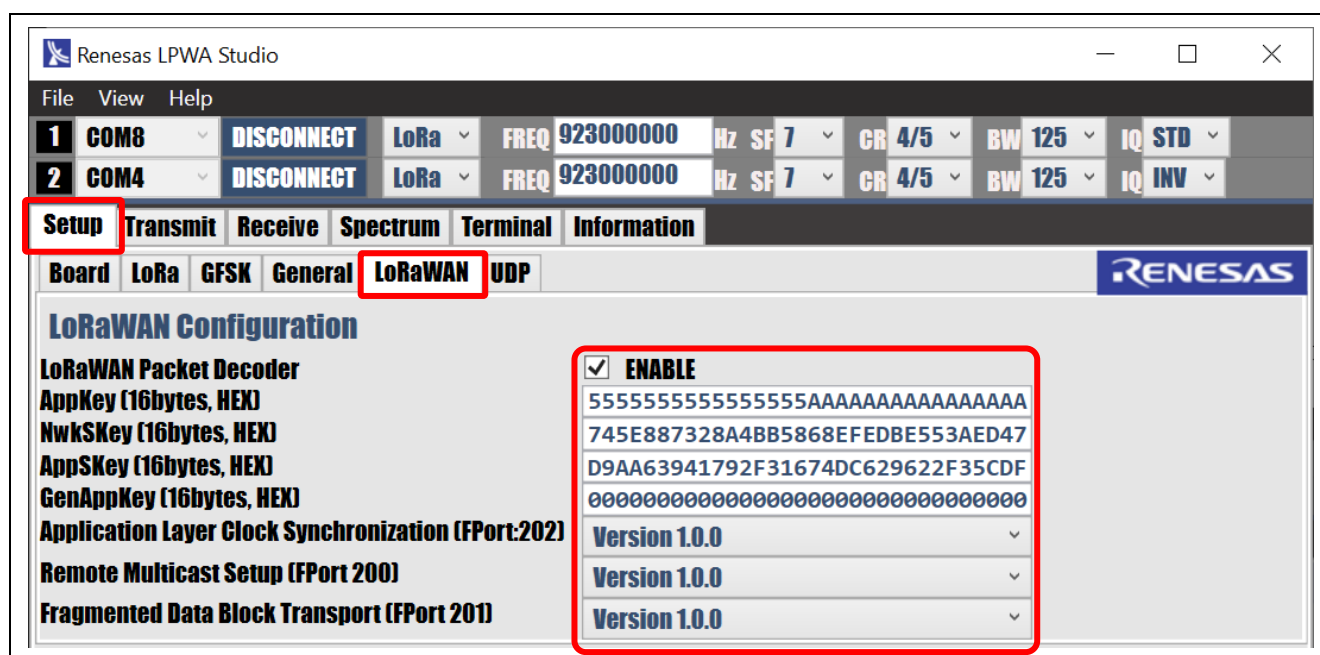 Renesas LPWA Studio
File View Help
1 COM8 DISCONNECT LoRa FREQ 923000000 Hz SF 7 CR 4/5 BW 125 IQ STD
2 COM4 DISCONNECT LoRa FREQ 923000000 Hz SF 7 CR 4/5 BW 125 IQ INV
Setup Transmit Receive Spectrum Terminal Information
Board LoRa GFSK General LoRaWAN UDP RENESAS
LoRaWAN Configuration
LoRaWAN Packet Decoder ENABLE
AppKey (16bytes, HEX) 5555555555555555AAAAAAAAAAAAAAAA
NwkSKey (16bytes, HEX) 745E887328A4BB5868EFEDBE553AED47
AppSKey (16bytes, HEX) D9AA63941792F31674DC629622F35CDF
GenAppKey (16bytes, HEX) 00000000000000000000000000000000
Application Layer Clock Synchronization (FPort:202) Version 1.0.0
Remote Multicast Setup (FPort 200) Version 1.0.0
Fragmented Data Block Transport (FPort 201) Version 1.0.0